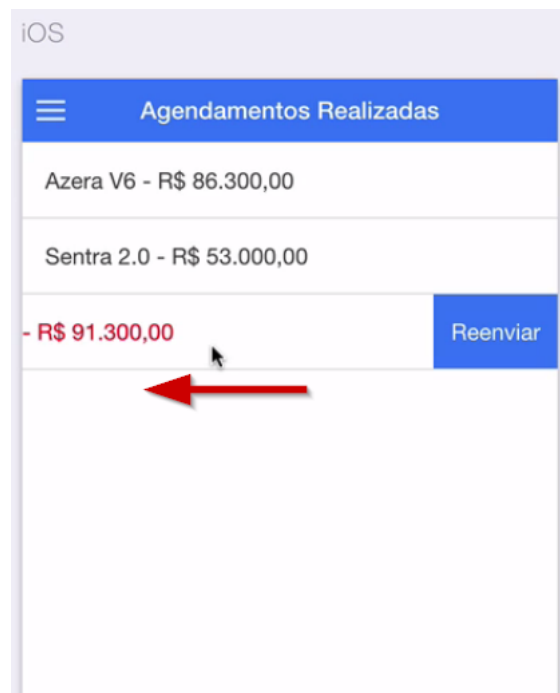 iOS
Agendamentos Realizadas
Azera V6 - R$ 86.300,00
Sentra 2.0 - R$ 53.000,00
- R$ 91.300,00 Reenviar